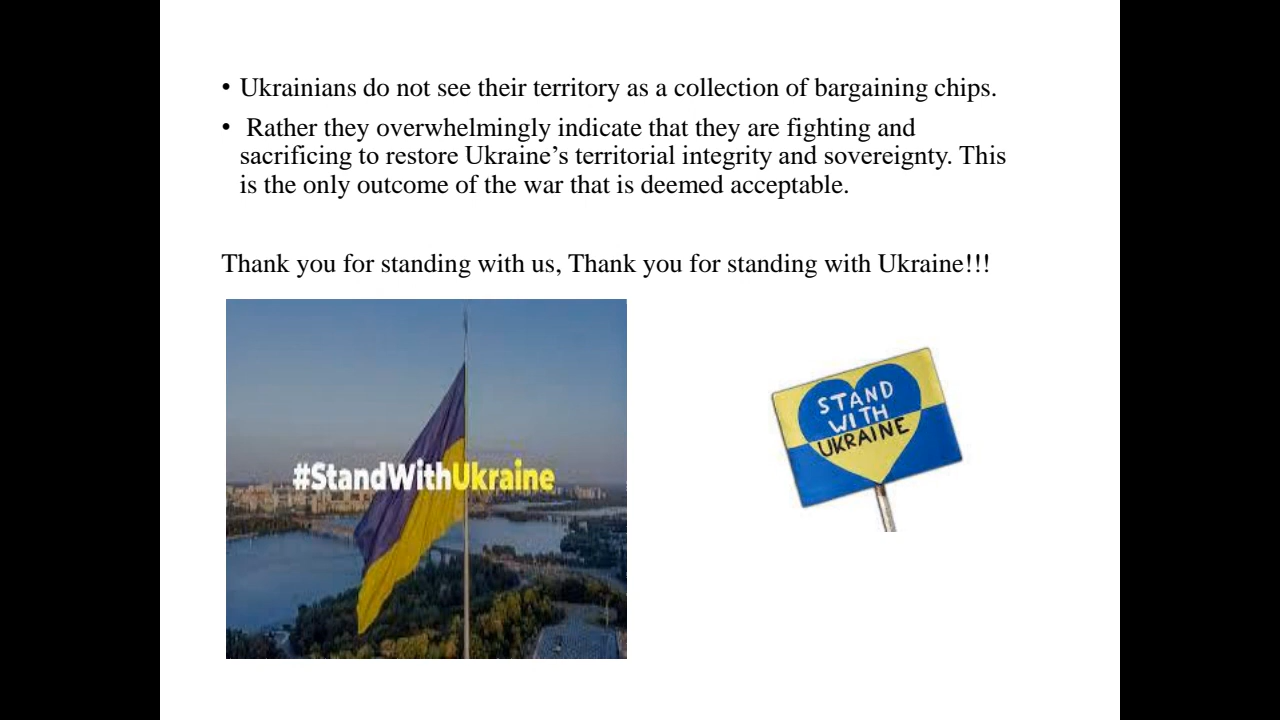 • Ukrainians do not see their territory as a collection of bargaining chips.
• Rather they overwhelmingly indicate that they are fighting and
sacrificing to restore Ukraine’s territorial integrity and sovereignty. This
is the only outcome of the war that is deemed acceptable.
Thank you for standing with us, Thank you for standing with Ukraine!!!
#StandWithUkraine
STAND
WITH
UKRAINE